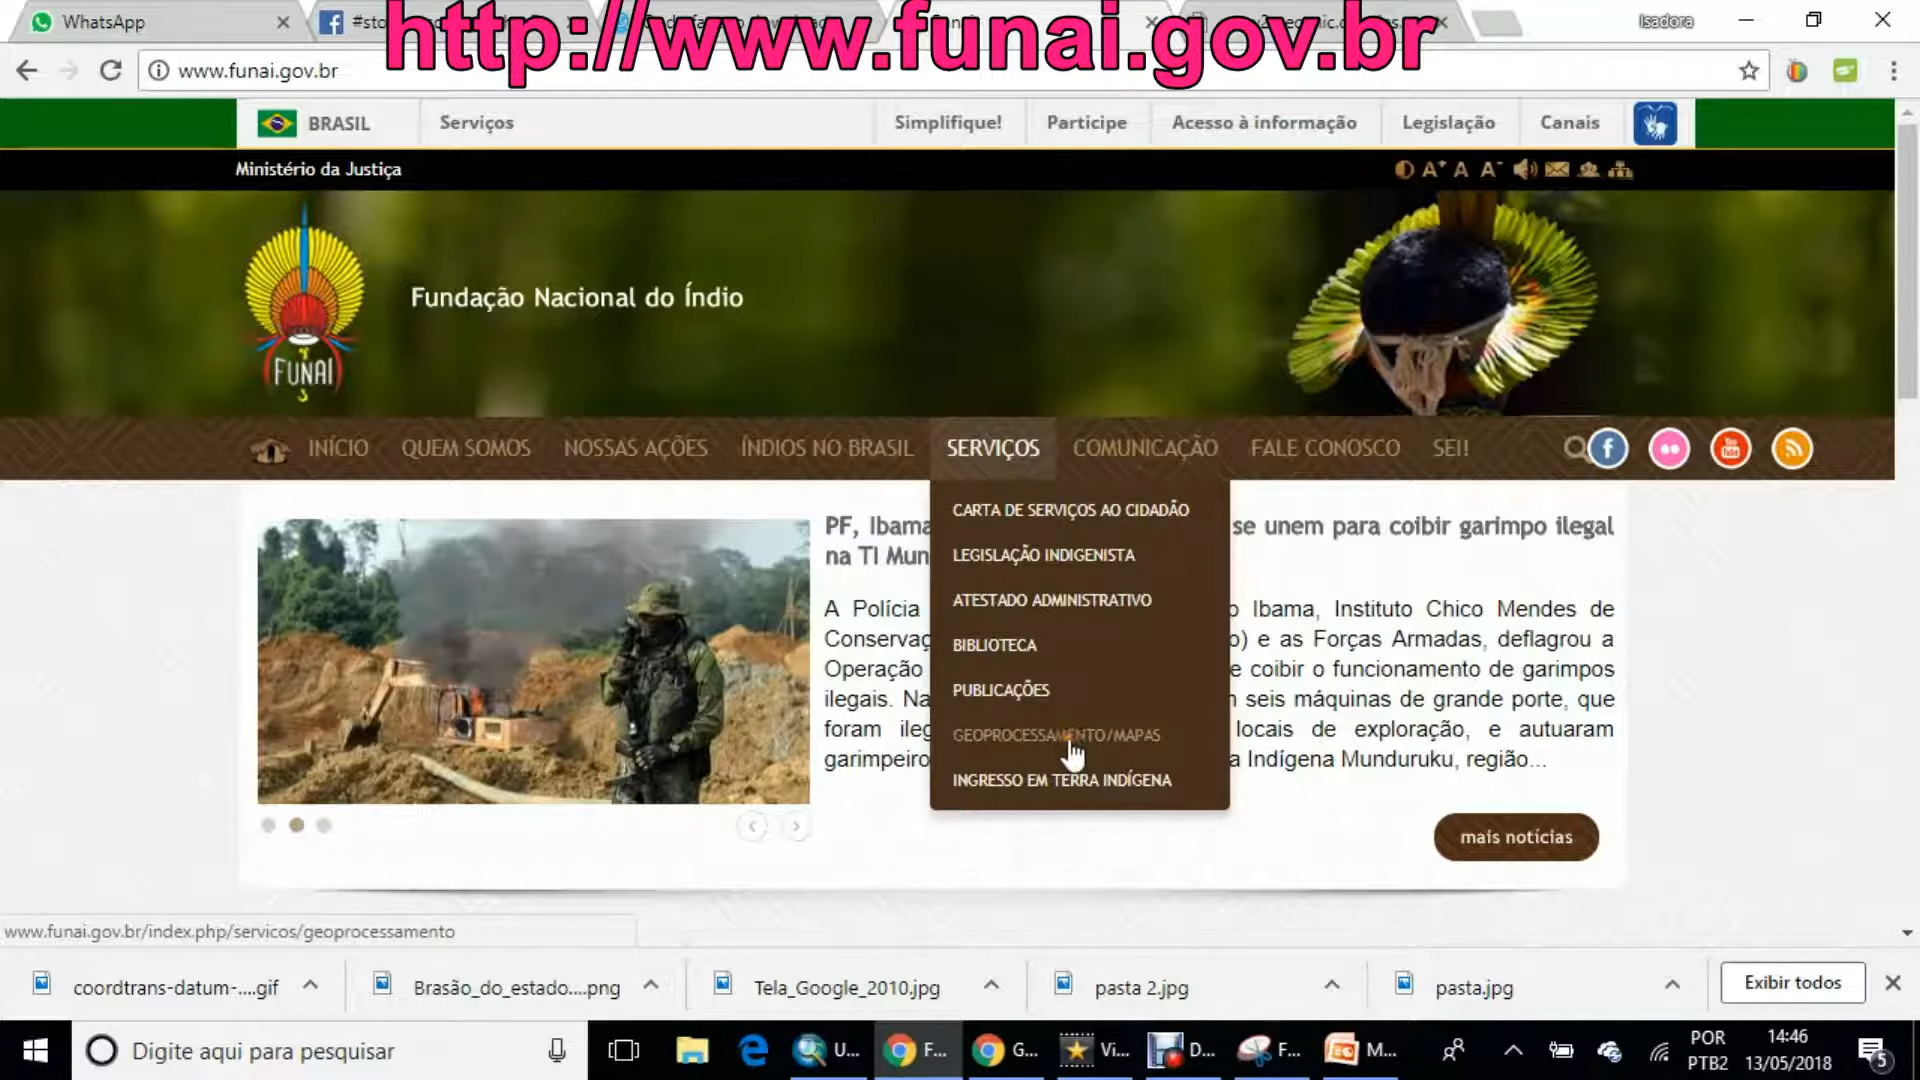 WhatsApp
http://www.funai.gov.br
Isadora
www.funai.gov.br
BRASIL
Serviços
Simplifique!
Participe
Acesso à informação
Legislação
Canais
Ministério da Justiça
A+ A A-
FUNAI
Fundação Nacional do Índio
INÍCIO
QUEM SOMOS
NOSSAS AÇÕES
ÍNDIOS NO BRASIL
SERVIÇOS
COMUNICAÇÃO
FALE CONOSCO
SEI!
CARTA DE SERVIÇOS AO CIDADÃO
LEGISLAÇÃO INDIGENISTA
ATESTADO ADMINISTRATIVO
BIBLIOTECA
PUBLICAÇÕES
GEOPROCESSAMENTO/MAPAS
INGRESSO EM TERRA INDÍGENA
PF, Ibama se unem para coibir garimpo ilegal
na TI Mun
A Polícia o Ibama, Instituto Chico Mendes de
Conservaç o) e as Forças Armadas, deflagrou a
Operação e coibir o funcionamento de garimpos
ilegais. Na seis máquinas de grande porte, que
foram ileg locais de exploração, e autuaram
garimpeiro a Indígena Munduruku, região...
mais notícias
www.funai.gov.br/index.php/servicos/geoprocessamento
coordtrans-datum-....gif
Brasão_do_estado....png
Tela_Google_2010.jpg
pasta 2.jpg
pasta.jpg
Exibir todos
Digite aqui para pesquisar
U...
F...
G...
Vi...
D...
F...
M...
POR
PTB2
14:46
13/05/2018
5